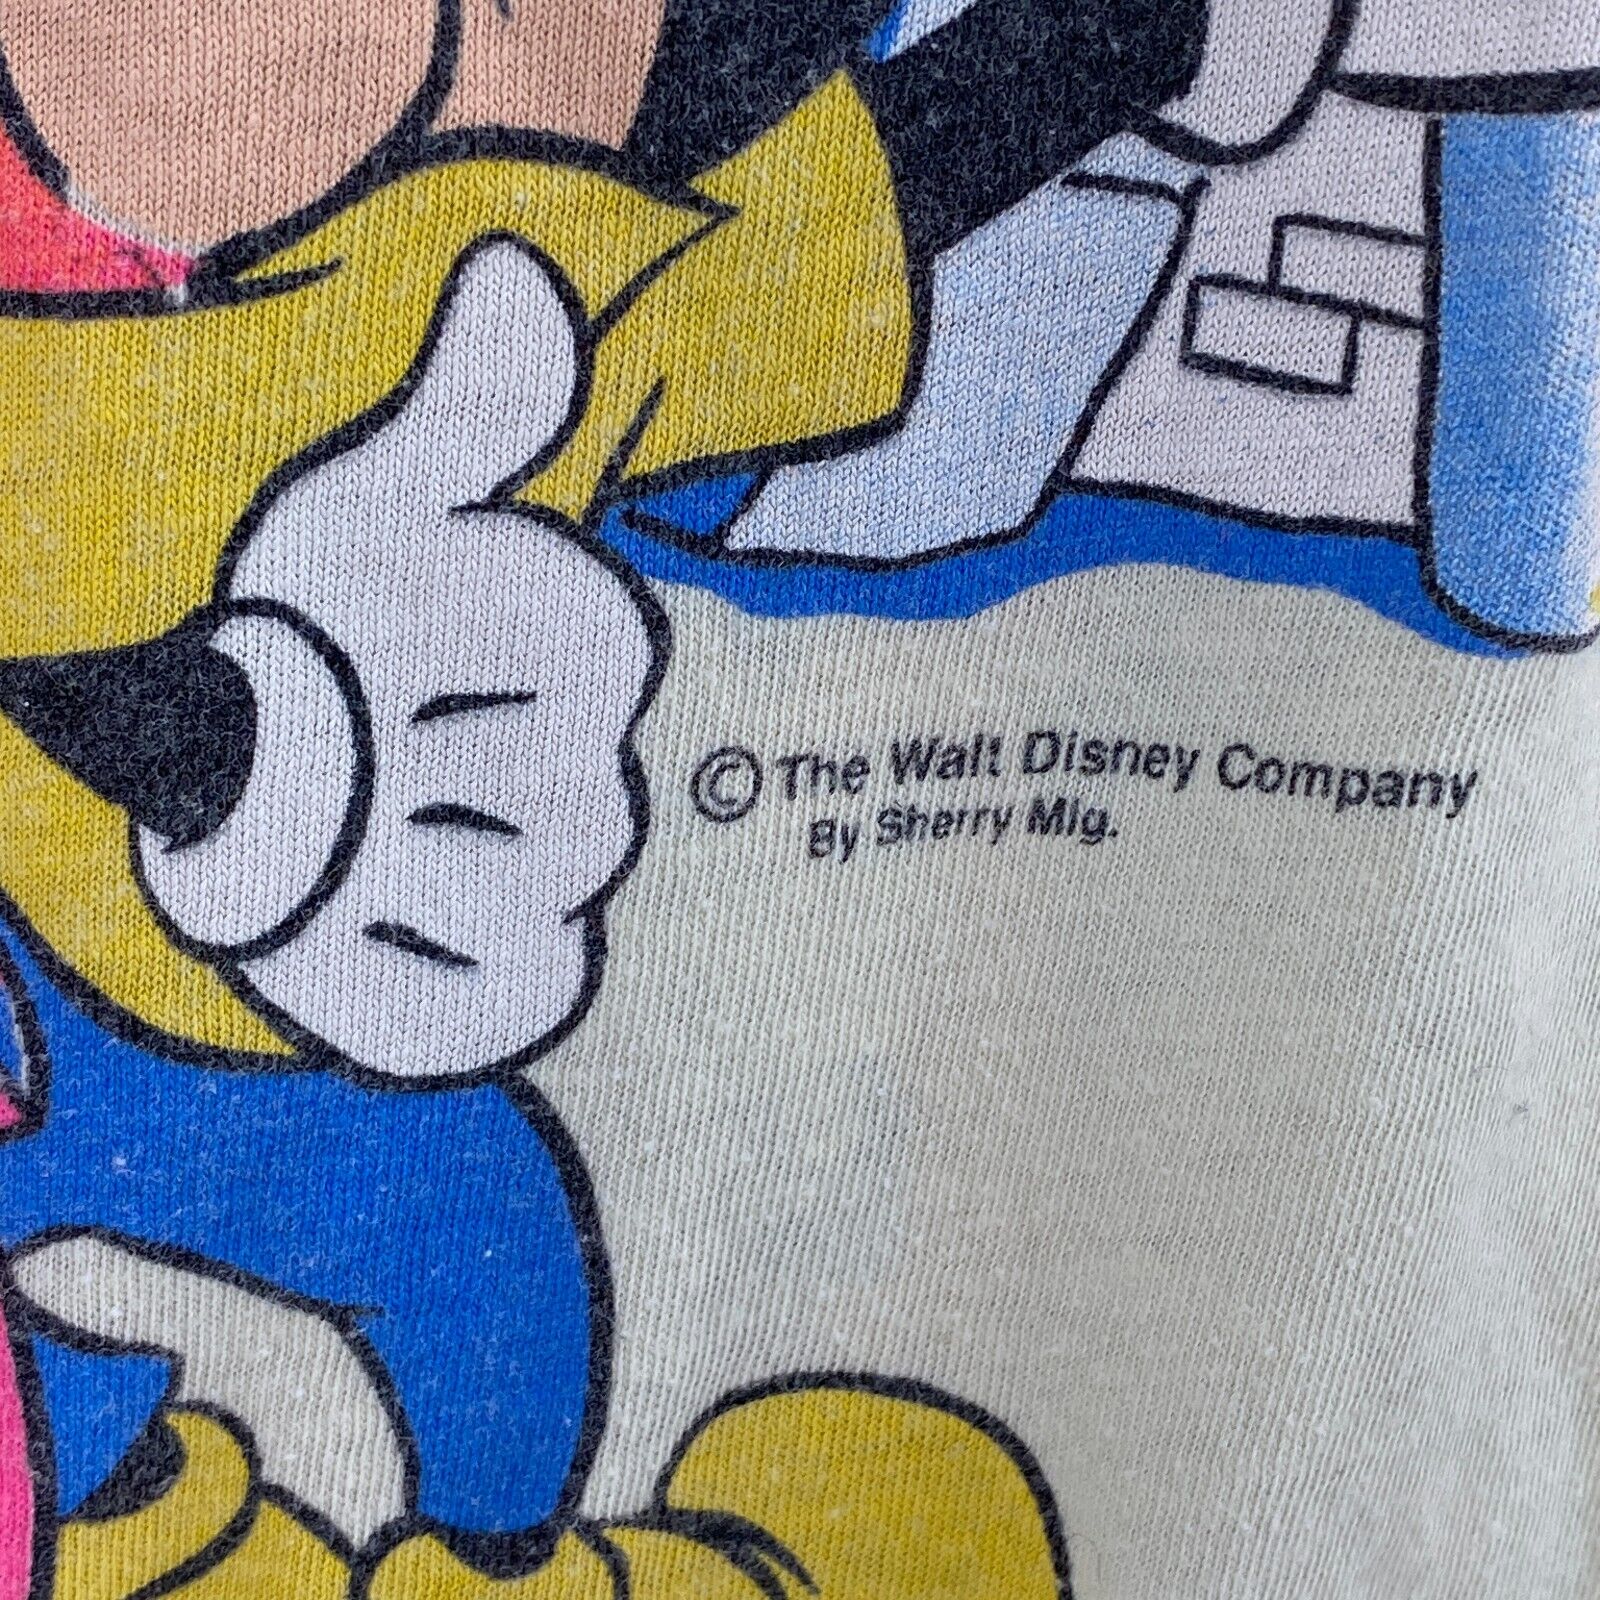 © The Walt Disney Company
By Sherry Mfg.